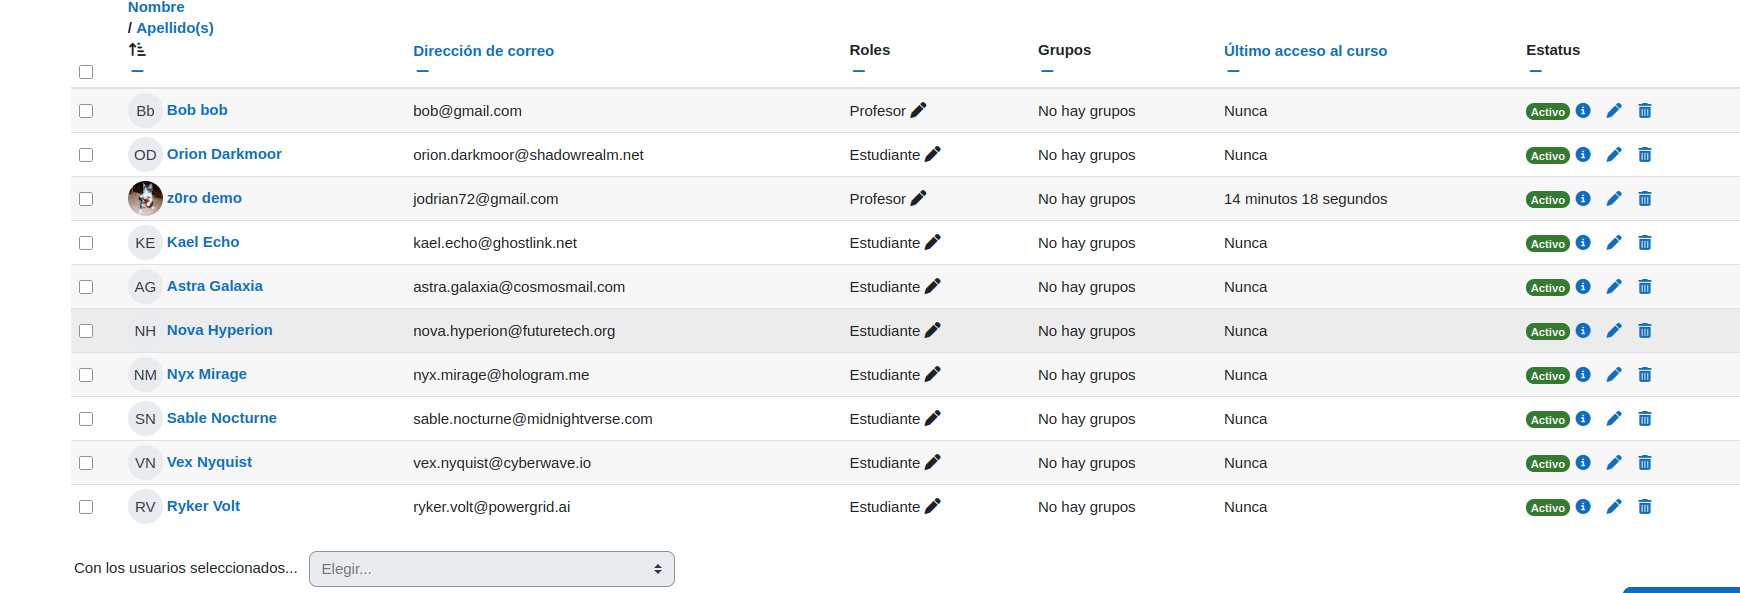 Nombre
/ Apellido(s)
Dirección de correo Roles Grupos Último acceso al curso Estatus
Bb Bob bob bob@gmail.com Profesor No hay grupos Nunca Activo
OD Orion Darkmoor orion.darkmoor@shadowrealm.net Estudiante No hay grupos Nunca Activo
z0ro demo jodrian72@gmail.com Profesor No hay grupos 14 minutos 18 segundos Activo
KE Kael Echo kael.echo@ghostlink.net Estudiante No hay grupos Nunca Activo
AG Astra Galaxia astra.galaxia@cosmosmail.com Estudiante No hay grupos Nunca Activo
NH Nova Hyperion nova.hyperion@futuretech.org Estudiante No hay grupos Nunca Activo
NM Nyx Mirage nyx.mirage@hologram.me Estudiante No hay grupos Nunca Activo
SN Sable Nocturne sable.nocturne@midnightverse.com Estudiante No hay grupos Nunca Activo
VN Vex Nyquist vex.nyquist@cyberwave.io Estudiante No hay grupos Nunca Activo
RV Ryker Volt ryker.volt@powergrid.ai Estudiante No hay grupos Nunca Activo
Con los usuarios seleccionados... Elegir...